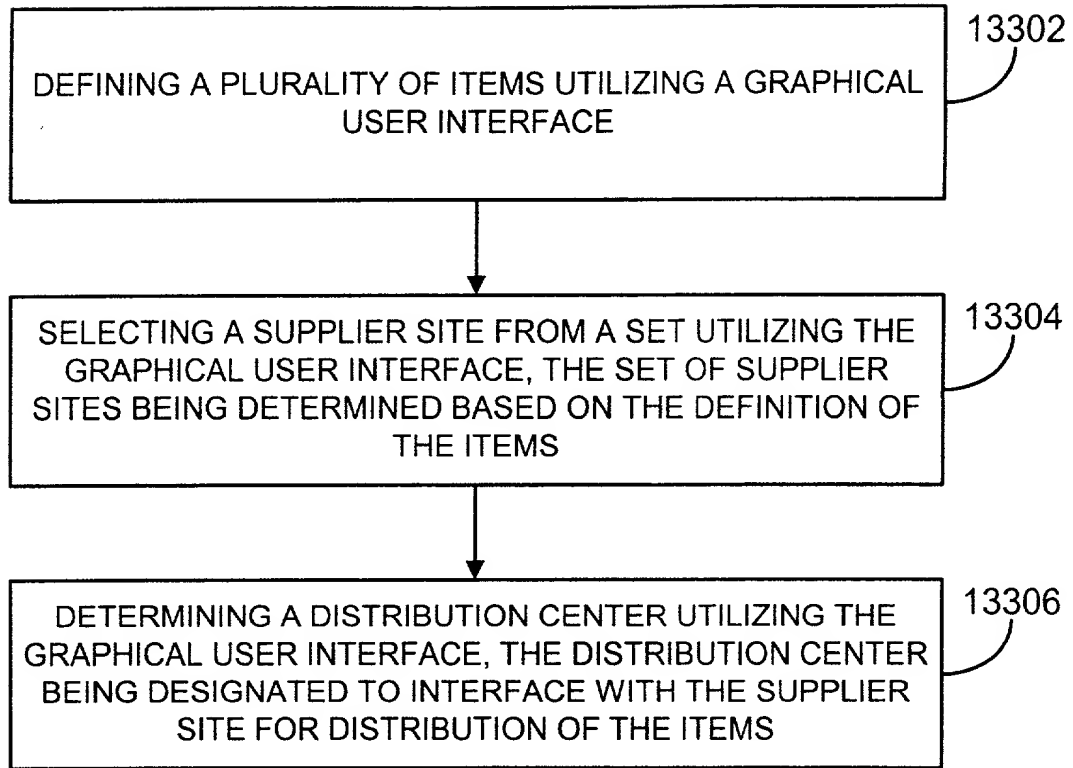 13302
DEFINING A PLURALITY OF ITEMS UTILIZING A GRAPHICAL
USER INTERFACE
13304
SELECTING A SUPPLIER SITE FROM A SET UTILIZING THE
GRAPHICAL USER INTERFACE, THE SET OF SUPPLIER
SITES BEING DETERMINED BASED ON THE DEFINITION OF
THE ITEMS
13306
DETERMINING A DISTRIBUTION CENTER UTILIZING THE
GRAPHICAL USER INTERFACE, THE DISTRIBUTION CENTER
BEING DESIGNATED TO INTERFACE WITH THE SUPPLIER
SITE FOR DISTRIBUTION OF THE ITEMS